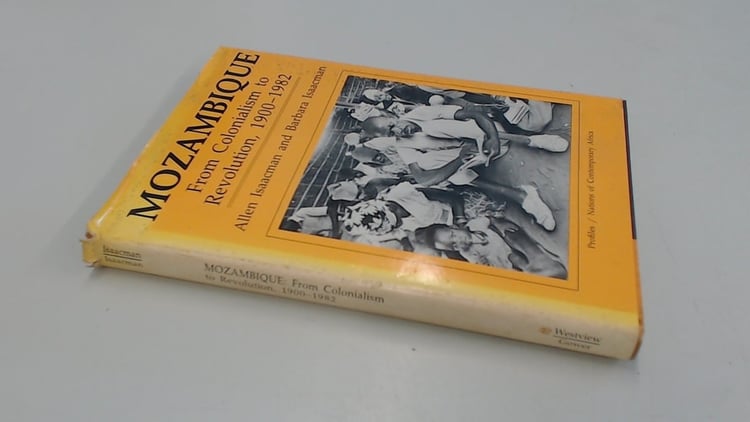 MOZAMBIQUE
From Colonialism to
Revolution, 1900-1982
Allen Isaacman and Barbara Isaacman
Profiles / Nations of Contemporary Africa
Isaacman
Isaacman
MOZAMBIQUE: From Colonialism
to Revolution, 1900-1982
Westview
Gower